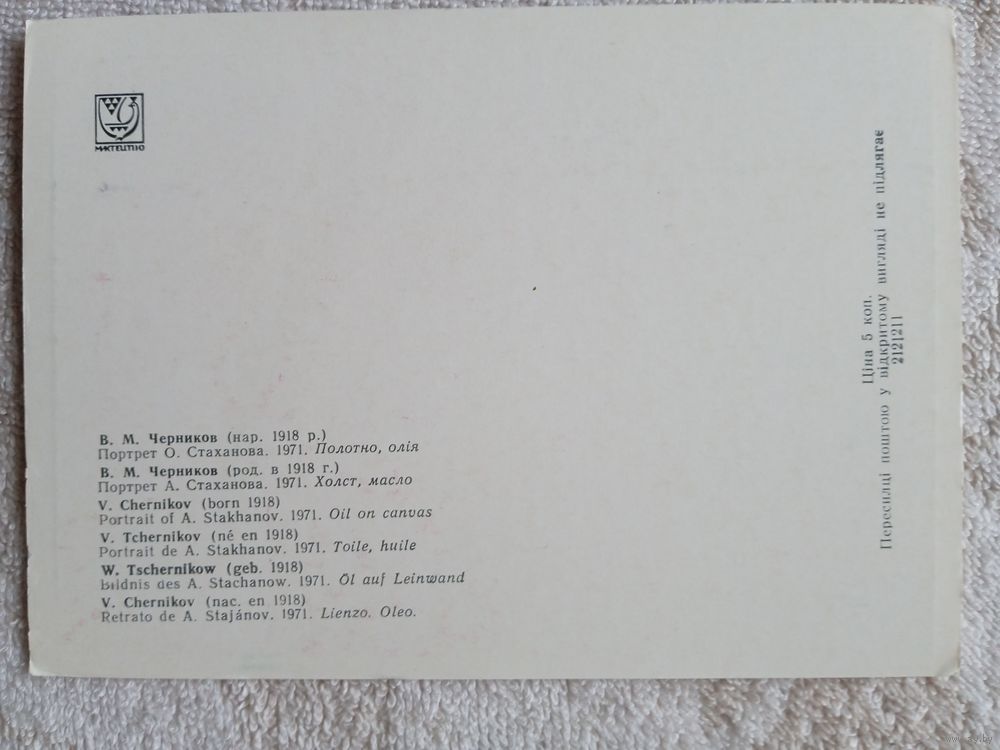 МИСТЕЦТВО
В. М. Черников (нар. 1918 р.)
Портрет О. Стаханова. 1971. Полотно, олія
В. М. Черников (род. в 1918 г.)
Портрет А. Стаханова. 1971. Холст, масло
V. Chernikov (born 1918)
Portrait of A. Stakhanov. 1971. Oil on canvas
V. Tchernikov (né en 1918)
Portrait de A. Stakhanov. 1971. Toile, huile
W. Tschernikow (geb. 1918)
Bildnis des A. Stachanow. 1971. Öl auf Leinwand
V. Chernikov (nac. en 1918)
Retrato de A. Stajánov. 1971. Lienzo. Oleo.
Ціна 5 коп.
Пересилці поштою у відкритому вигляді не підлягає
2121211
www.ay.by